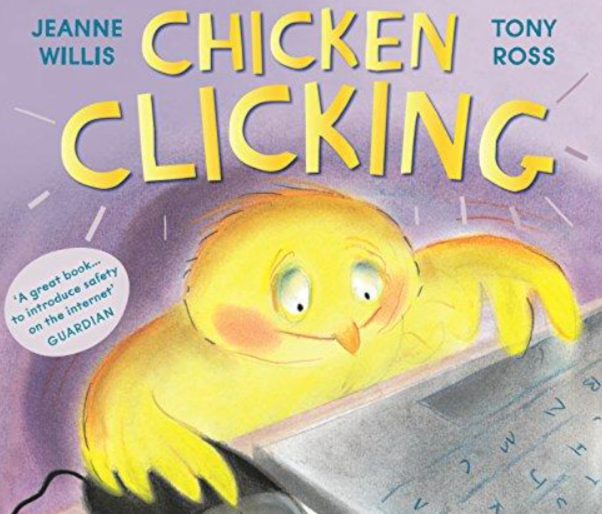 JEANNE
WILLIS
CHICKEN
TONY
ROSS
CLICKING
'A great book...
to introduce safety
on the internet'
GUARDIAN